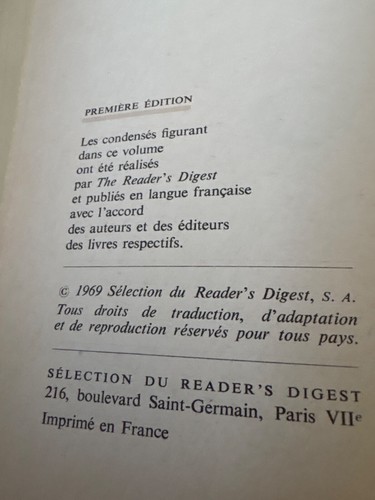 PREMIÈRE ÉDITION
Les condensés figurant
dans ce volume
ont été réalisés
par The Reader's Digest
et publiés en langue française
avec l'accord
des auteurs et des éditeurs
des livres respectifs.
© 1969 Sélection du Reader's Digest, S. A.
Tous droits de traduction, d'adaptation
et de reproduction réservés pour tous pays.
SÉLECTION DU READER'S DIGEST
216, boulevard Saint-Germain, Paris VIIe
Imprimé en France